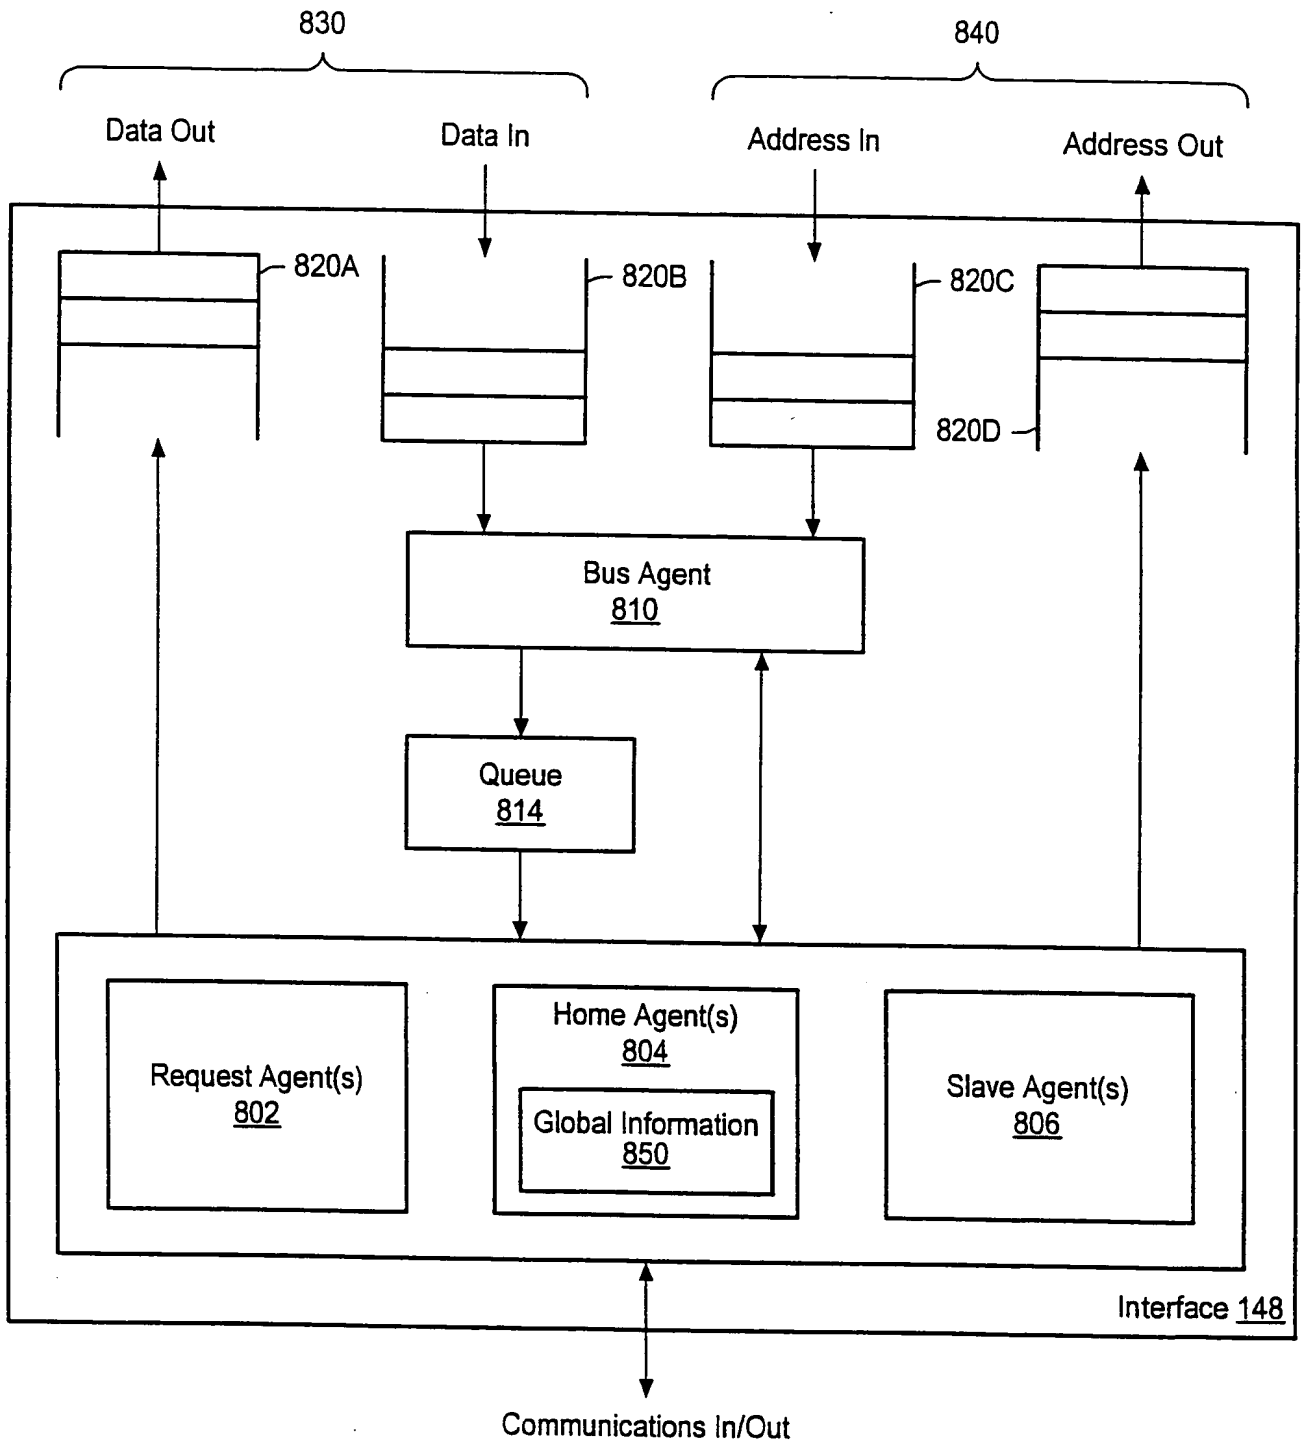 830
840
Data Out
Data In
Address In
Address Out
820A
820B
820C
820D
Bus Agent
810
Queue
814
Request Agent(s)
802
Home Agent(s)
804
Global Information
850
Slave Agent(s)
806
Interface 148
Communications In/Out